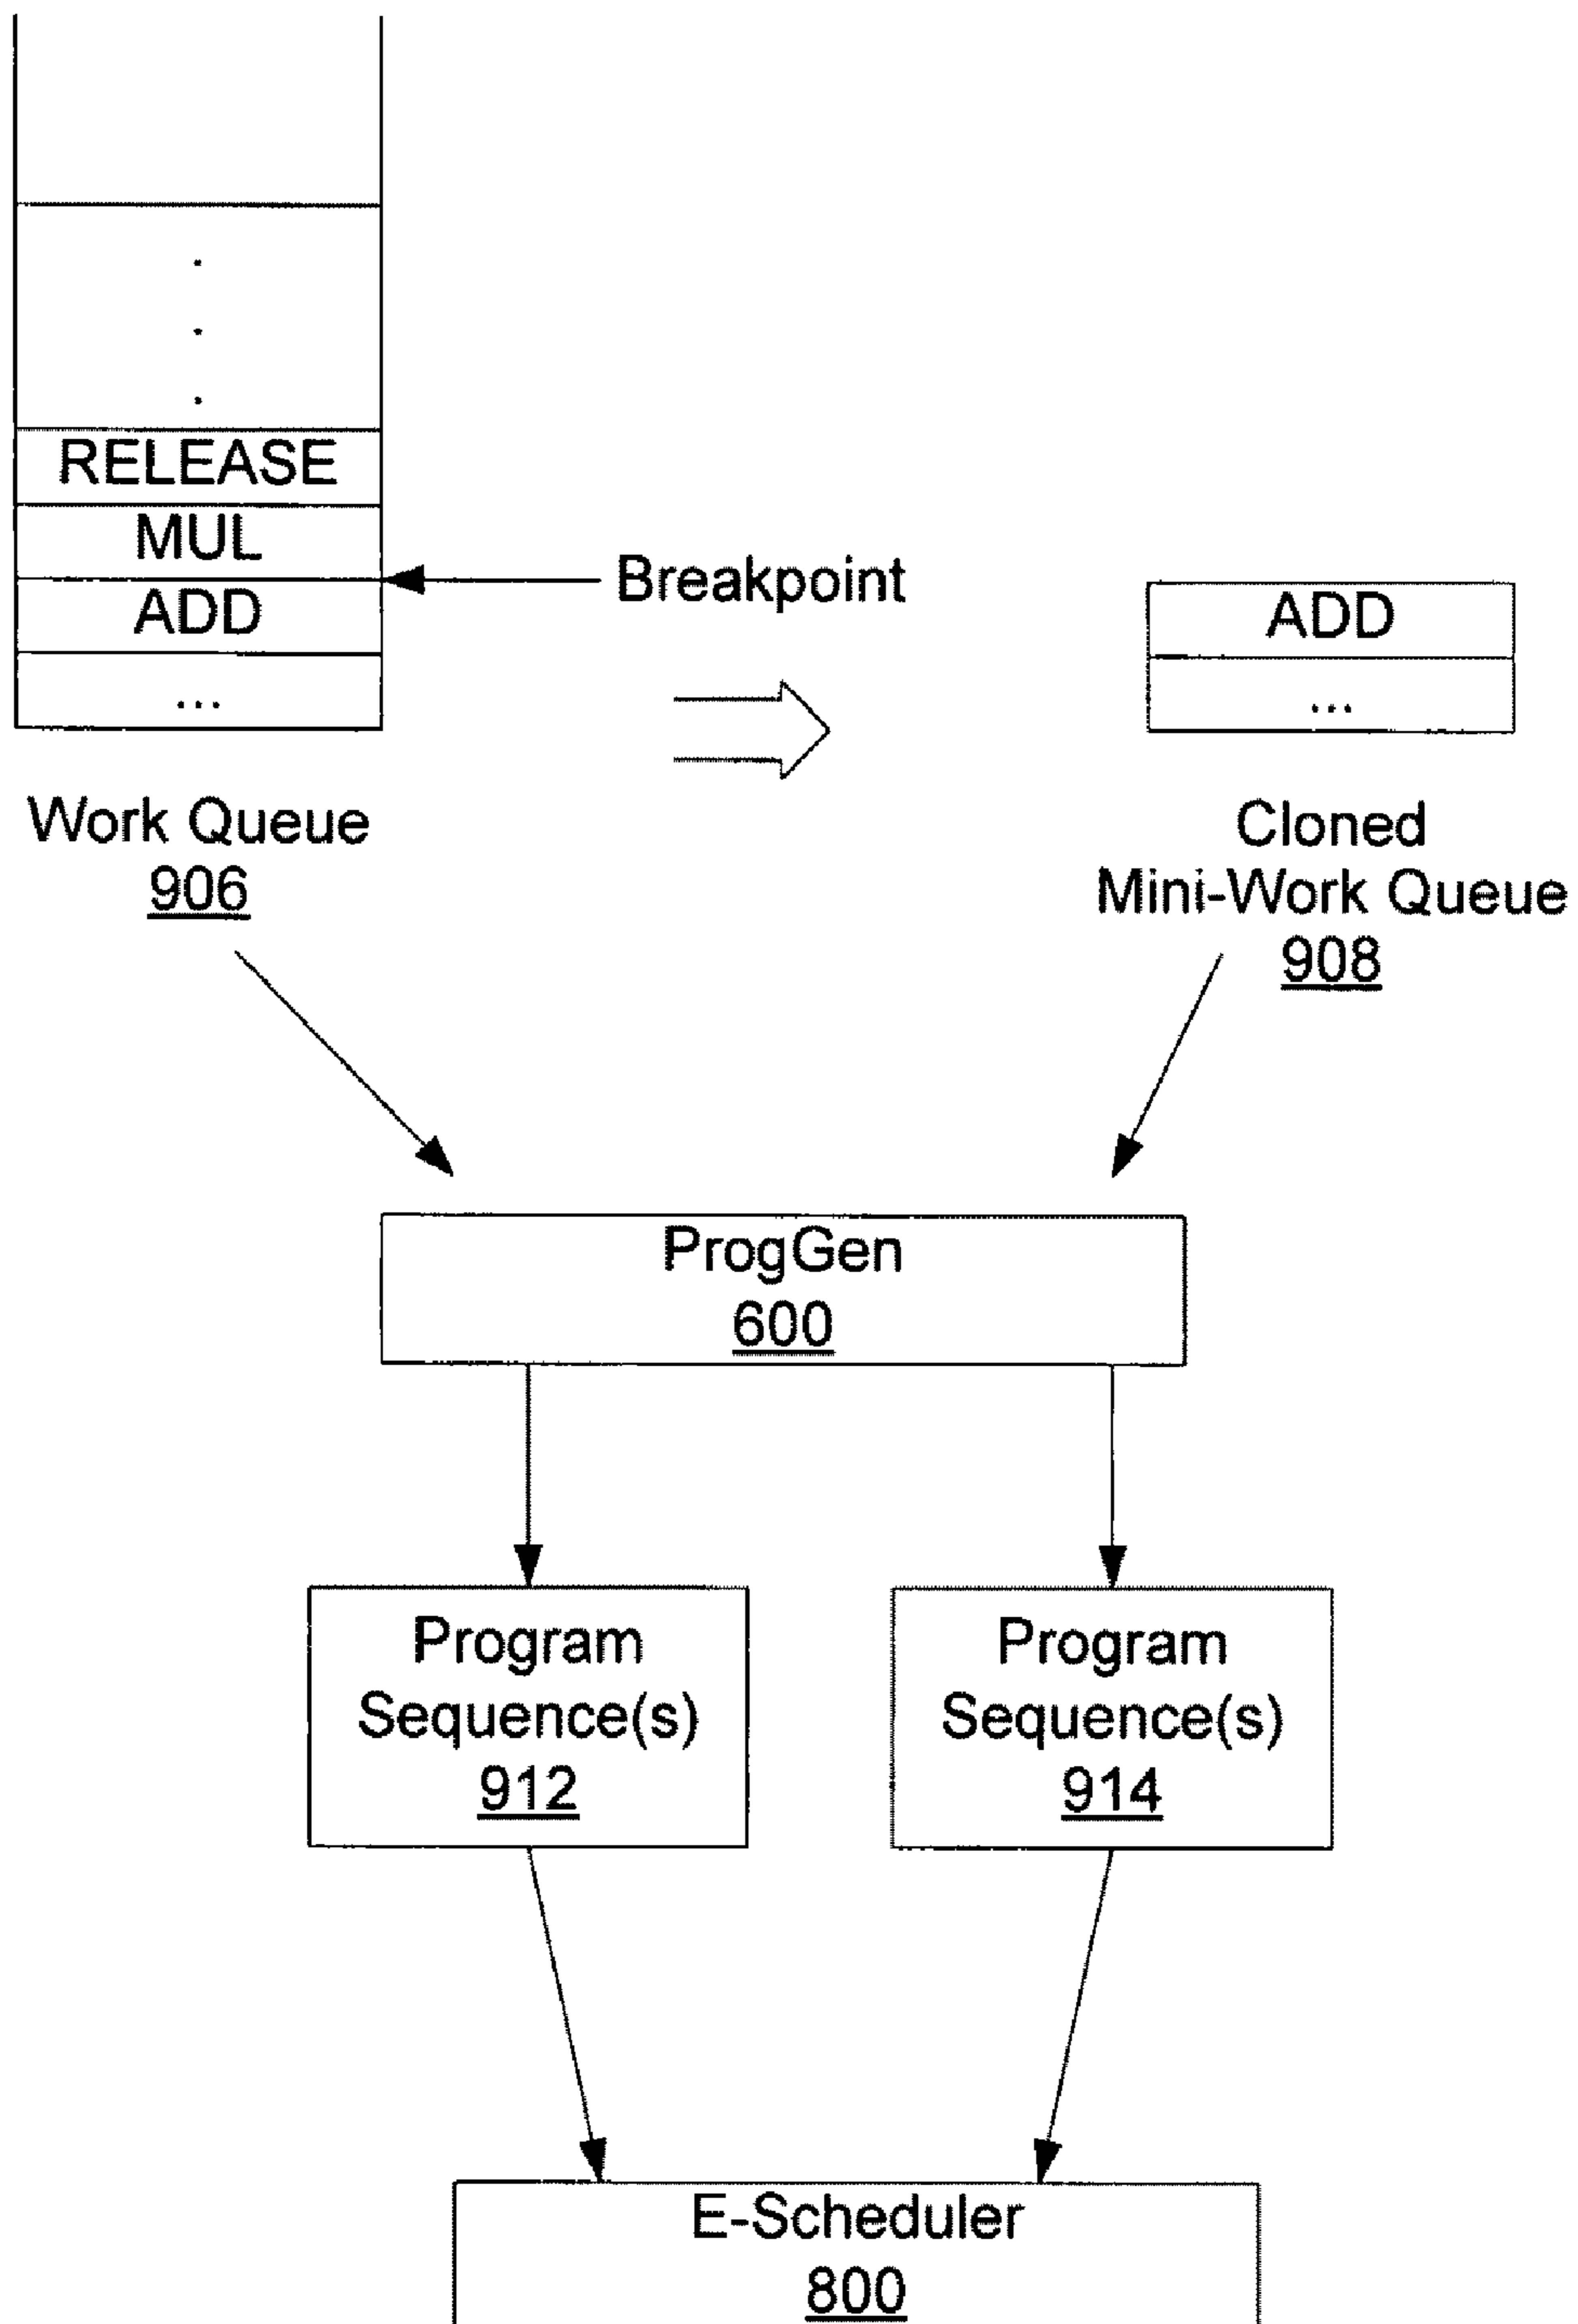 .
.
.
RELEASE
MUL
ADD
...
Breakpoint
ADD
...
Work Queue
906
Cloned
Mini-Work Queue
908
ProgGen
600
Program
Sequence(s)
912
Program
Sequence(s)
914
E-Scheduler
800